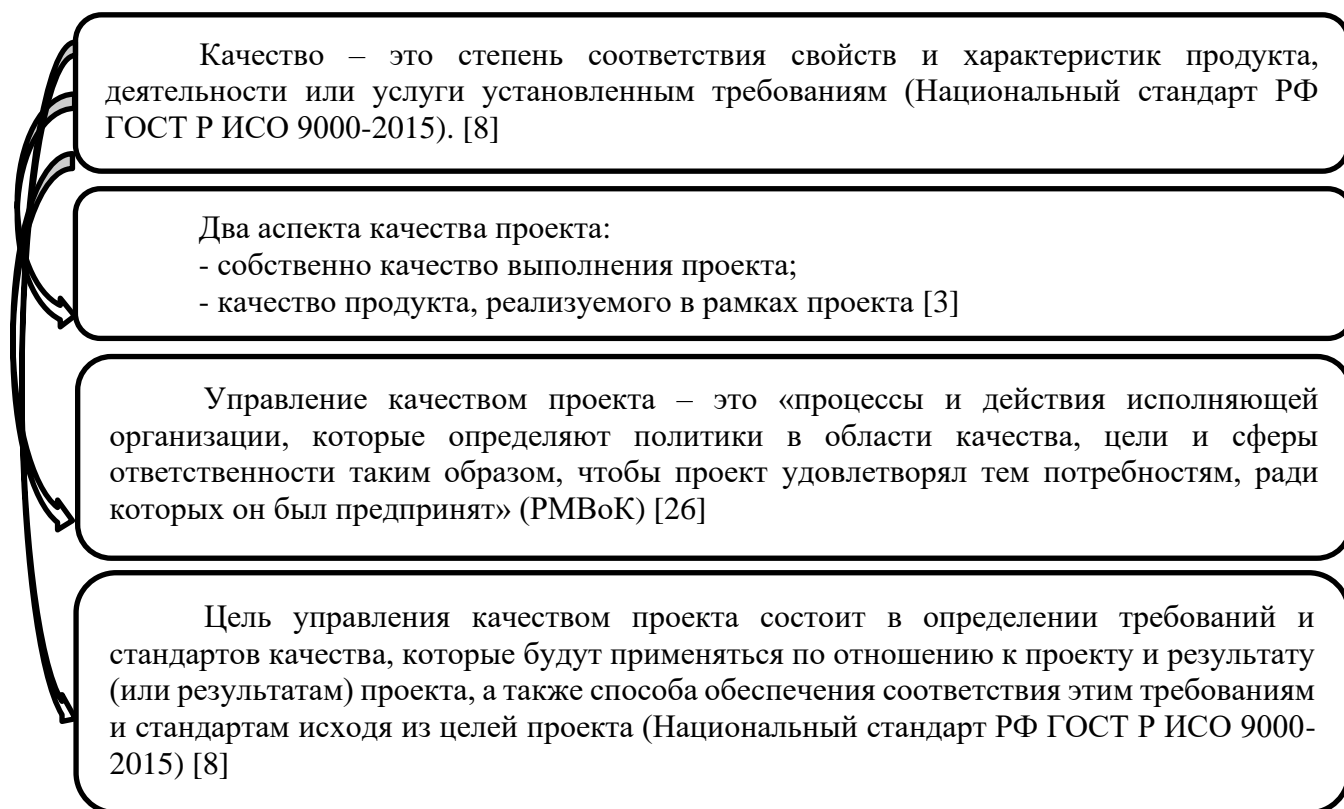 Качество – это степень соответствия свойств и характеристик продукта,
деятельности или услуги установленным требованиям (Национальный стандарт РФ
ГОСТ Р ИСО 9000-2015). [8]
Два аспекта качества проекта:
- собственно качество выполнения проекта;
- качество продукта, реализуемого в рамках проекта [3]
Управление качеством проекта – это «процессы и действия исполняющей
организации, которые определяют политики в области качества, цели и сферы
ответственности таким образом, чтобы проект удовлетворял тем потребностям, ради
которых он был предпринят» (PMBoK) [26]
Цель управления качеством проекта состоит в определении требований и
стандартов качества, которые будут применяться по отношению к проекту и результату
(или результатам) проекта, а также способа обеспечения соответствия этим требованиям
и стандартам исходя из целей проекта (Национальный стандарт РФ ГОСТ Р ИСО 9000-
2015) [8]